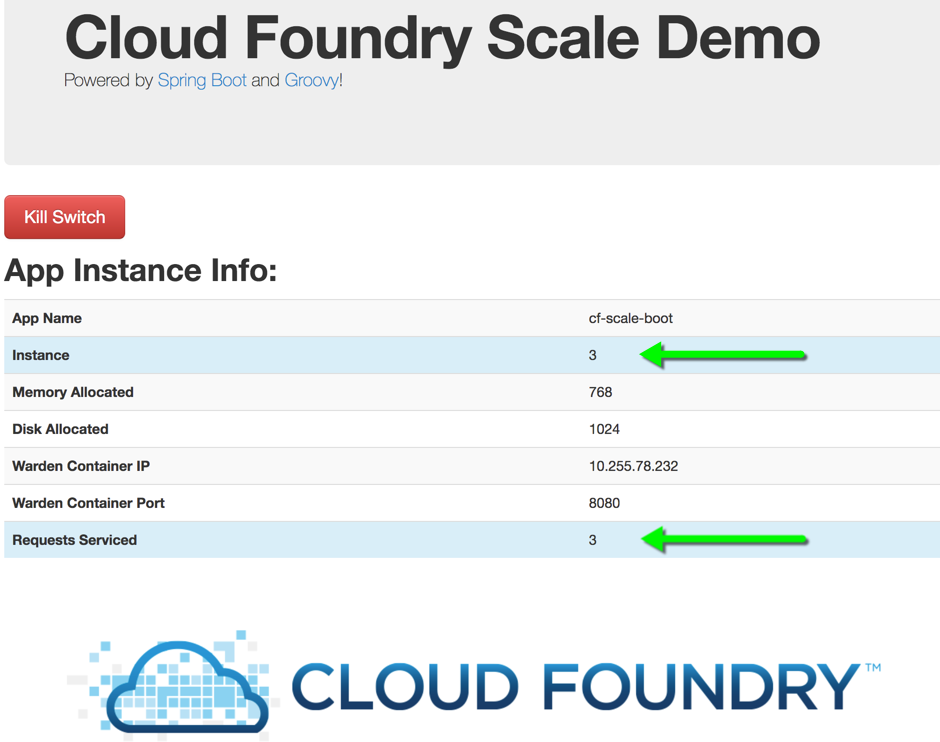 Cloud Foundry Scale Demo
Powered by Spring Boot and Groovy!
Kill Switch
App Instance Info:
App Name cf-scale-boot
Instance 3
Memory Allocated 768
Disk Allocated 1024
Warden Container IP 10.255.78.232
Warden Container Port 8080
Requests Serviced 3
CLOUD FOUNDRY™